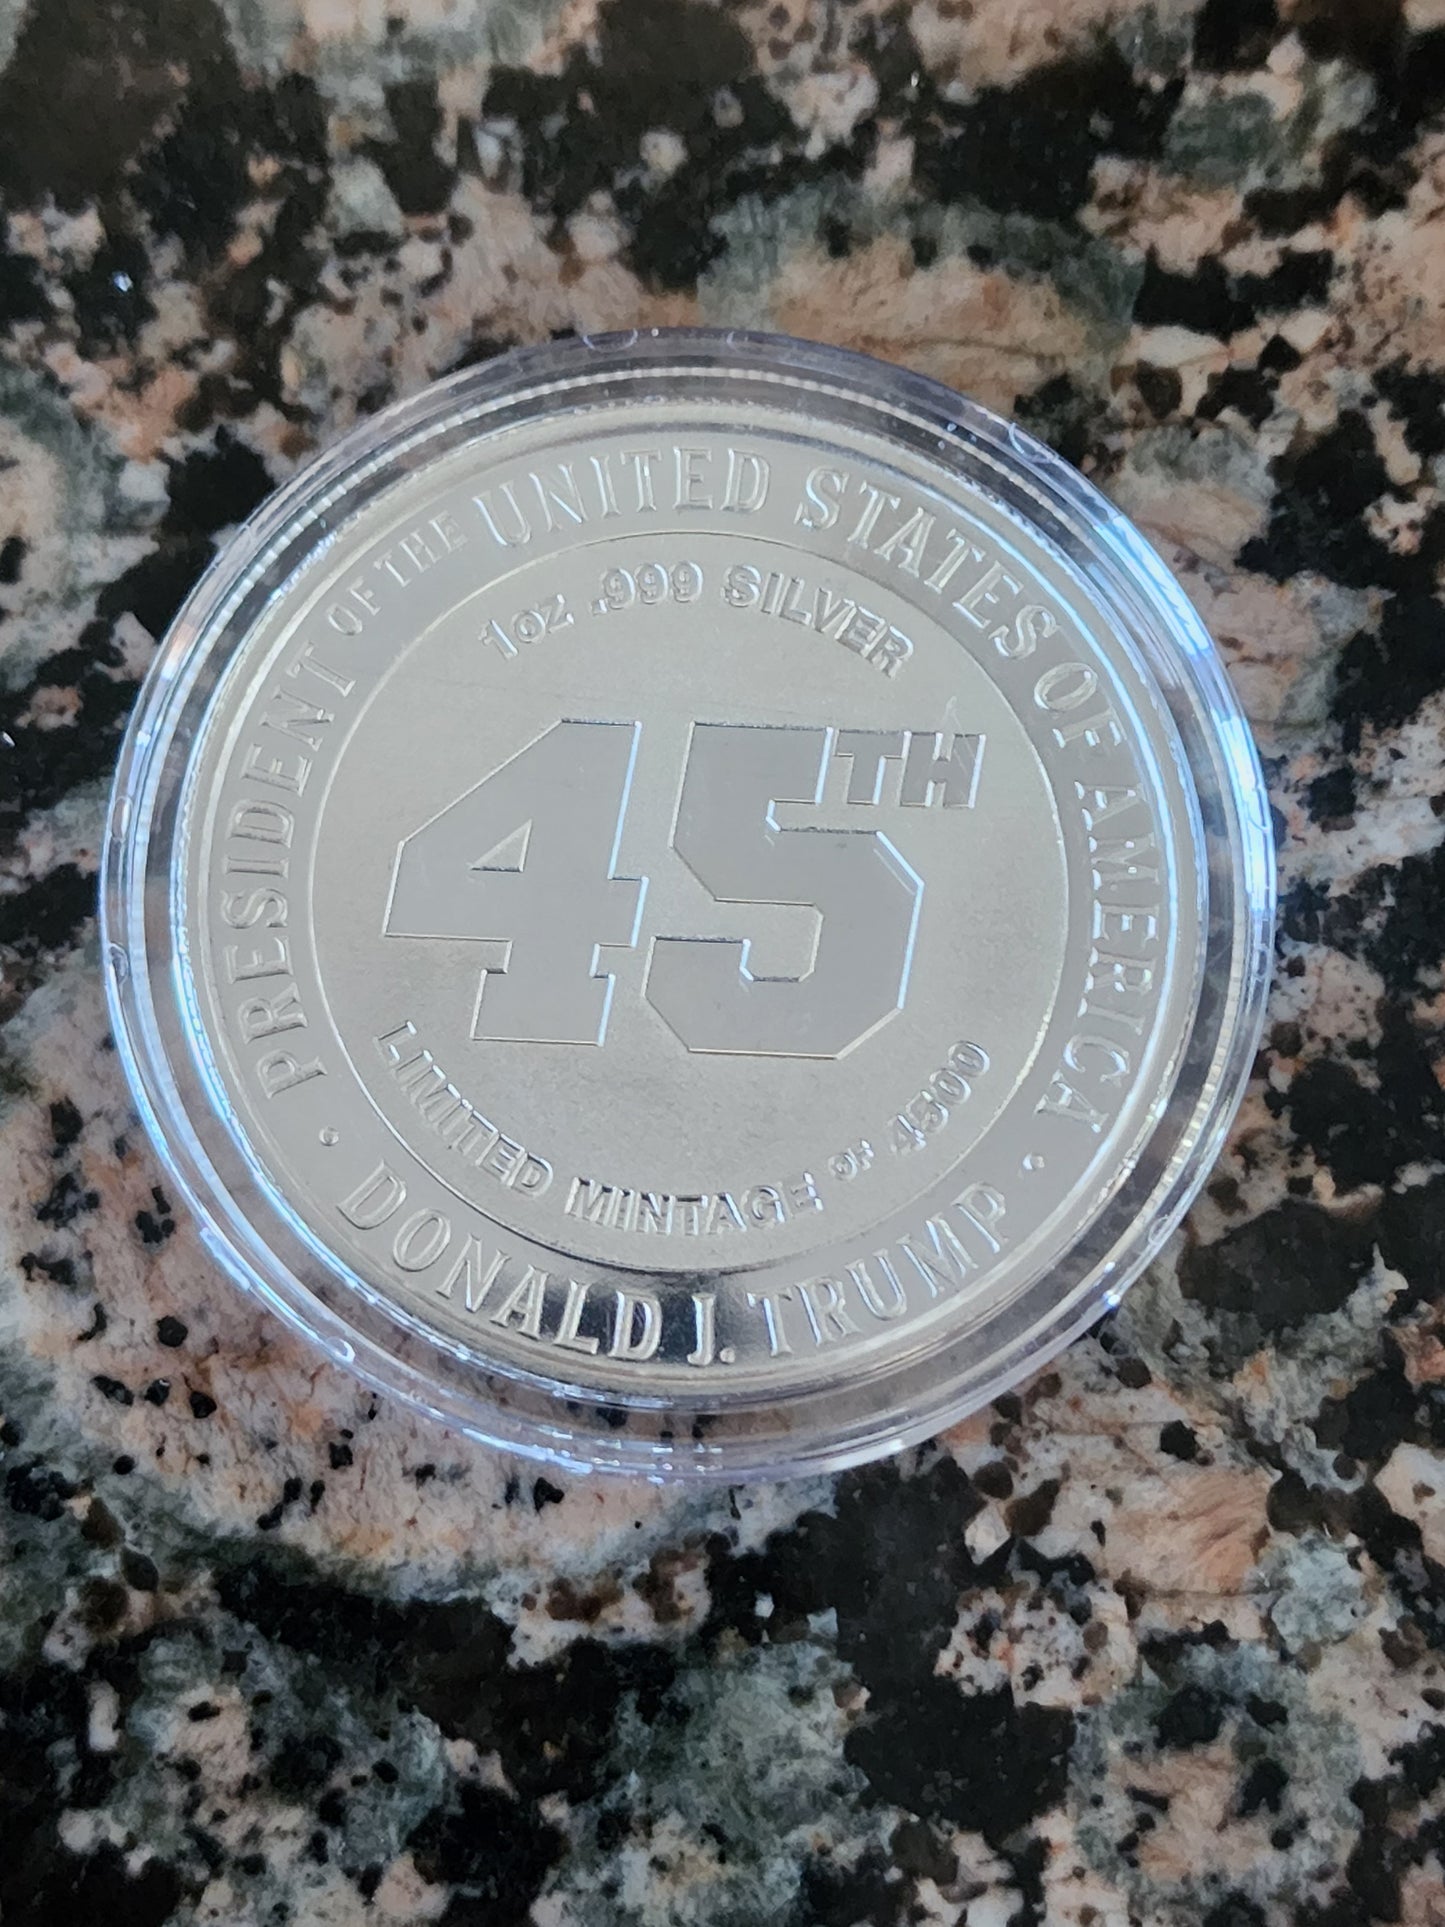 PRESIDENT OF THE UNITED STATES OF AMERICA
1oz .999 SILVER
45TH
LIMITED MINTAGE OF 4500
• DONALD J. TRUMP •